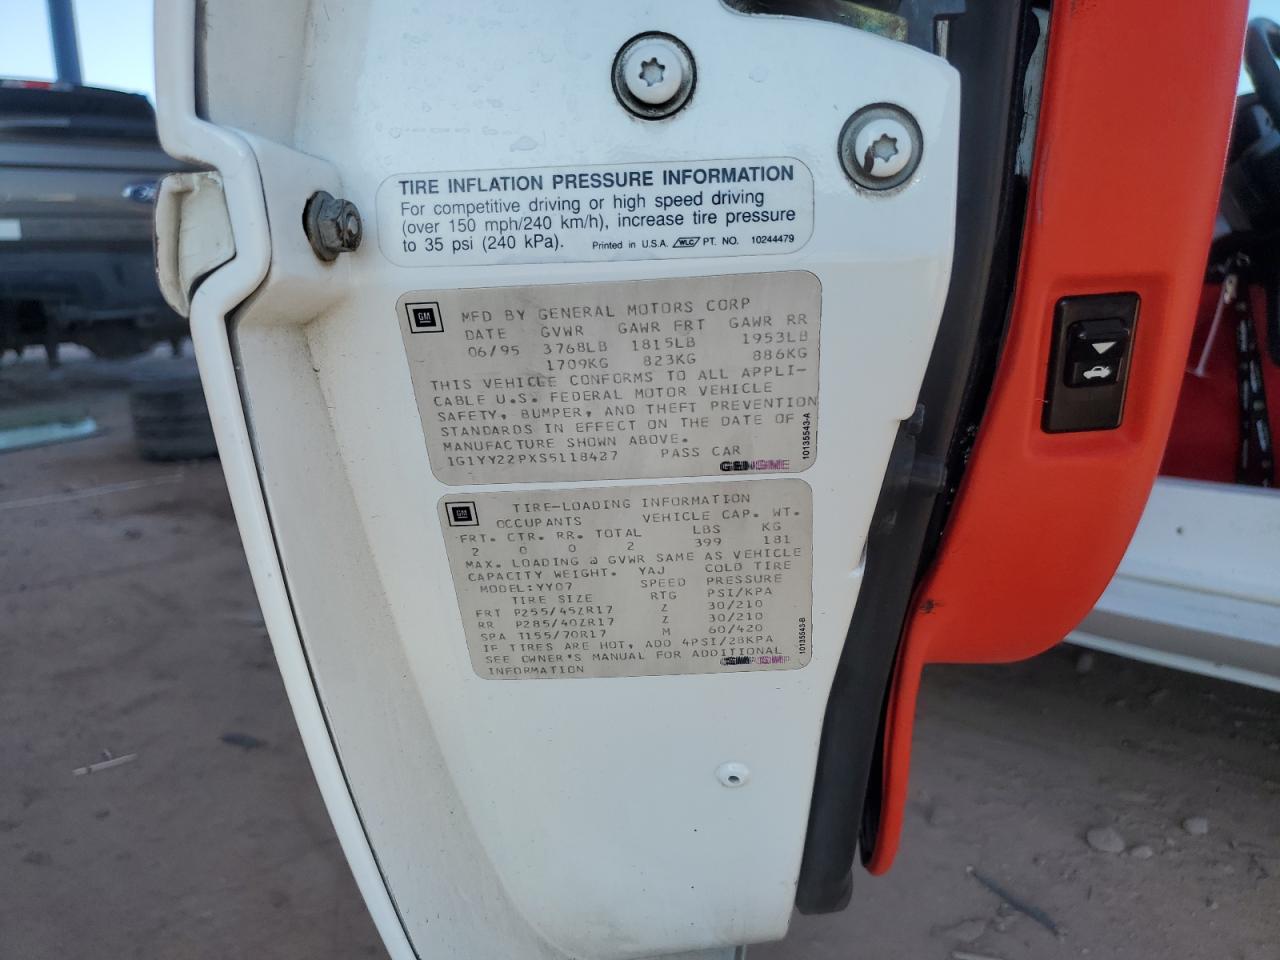 TIRE INFLATION PRESSURE INFORMATION
For competitive driving or high speed driving
(over 150 mph/240 km/h), increase tire pressure
to 35 psi (240 kPa). Printed in U.S.A. WLC PT. NO. 10244479
GM MFD BY GENERAL MOTORS CORP
DATE GVWR GAWR FRT GAWR RR
06/95 3768LB 1815LB 1953LB
1709KG 823KG 886KG
THIS VEHICLE CONFORMS TO ALL APPLI-
CABLE U.S. FEDERAL MOTOR VEHICLE
SAFETY, BUMPER, AND THEFT PREVENTION
STANDARDS IN EFFECT ON THE DATE OF
MANUFACTURE SHOWN ABOVE.
1G1YY22PXS5118437 PASS CAR
10135543-A
GM TIRE-LOADING INFORMATION
OCCUPANTS VEHICLE CAP. WT.
FRT. CTR. RR. TOTAL LBS KG
2 0 0 2 399 181
MAX. LOADING @ GVWR SAME AS VEHICLE
CAPACITY WEIGHT. YAJ COLD TIRE
MODEL:YY07 SPEED PRESSURE
TIRE SIZE RTG PSI/KPA
FRT P255/45ZR17 Z 30/210
RR P285/40ZR17 Z 30/210
SPA T155/70R17 M 60/420
IF TIRES ARE HOT, ADD 4PSI/28KPA
SEE OWNER'S MANUAL FOR ADDITIONAL
INFORMATION
10135543-B